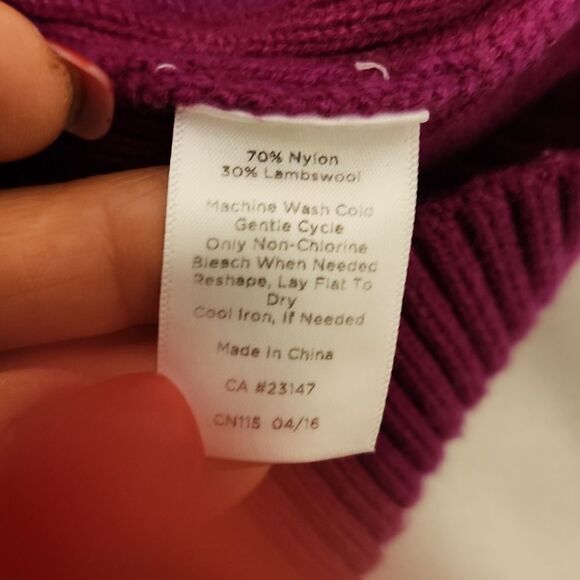 70% Nylon
30% Lambswool
Machine Wash Cold
Gentle Cycle
Only Non-Chlorine
Bleach When Needed
Reshape, Lay Flat To
Dry
Cool Iron, If Needed
Made In China
CA #23147
CN115 04/16